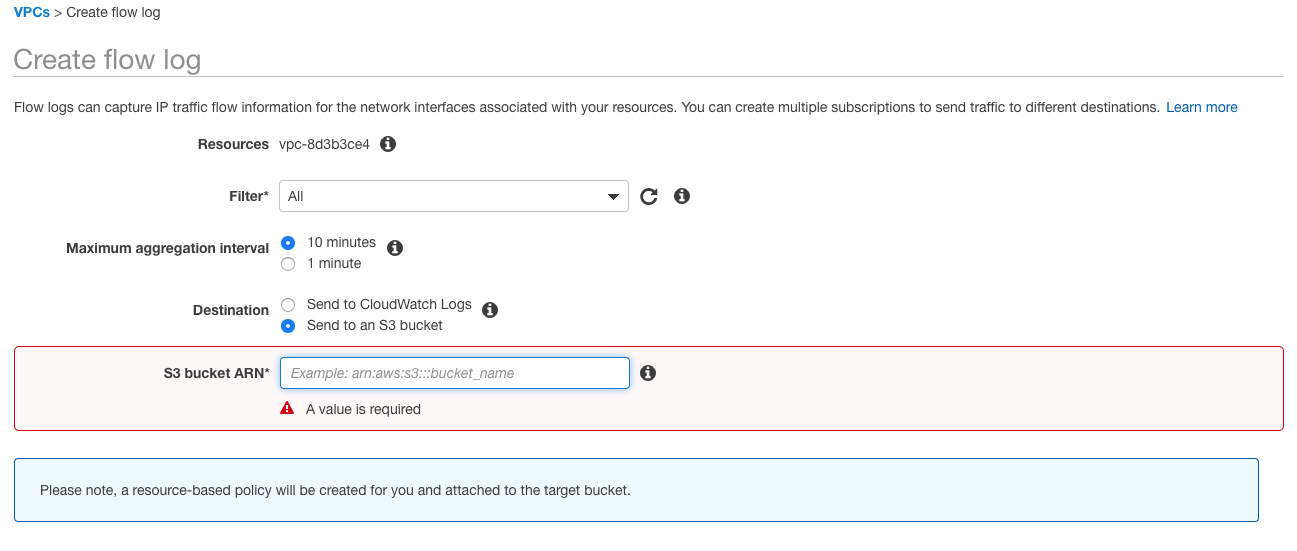 VPCs > Create flow log
Create flow log
Flow logs can capture IP traffic flow information for the network interfaces associated with your resources. You can create multiple subscriptions to send traffic to different destinations. Learn more
Resources vpc-8d3b3ce4
Filter* All
Maximum aggregation interval 10 minutes
1 minute
Destination Send to CloudWatch Logs
Send to an S3 bucket
S3 bucket ARN* Example: arn:aws:s3:::bucket_name
A value is required
Please note, a resource-based policy will be created for you and attached to the target bucket.